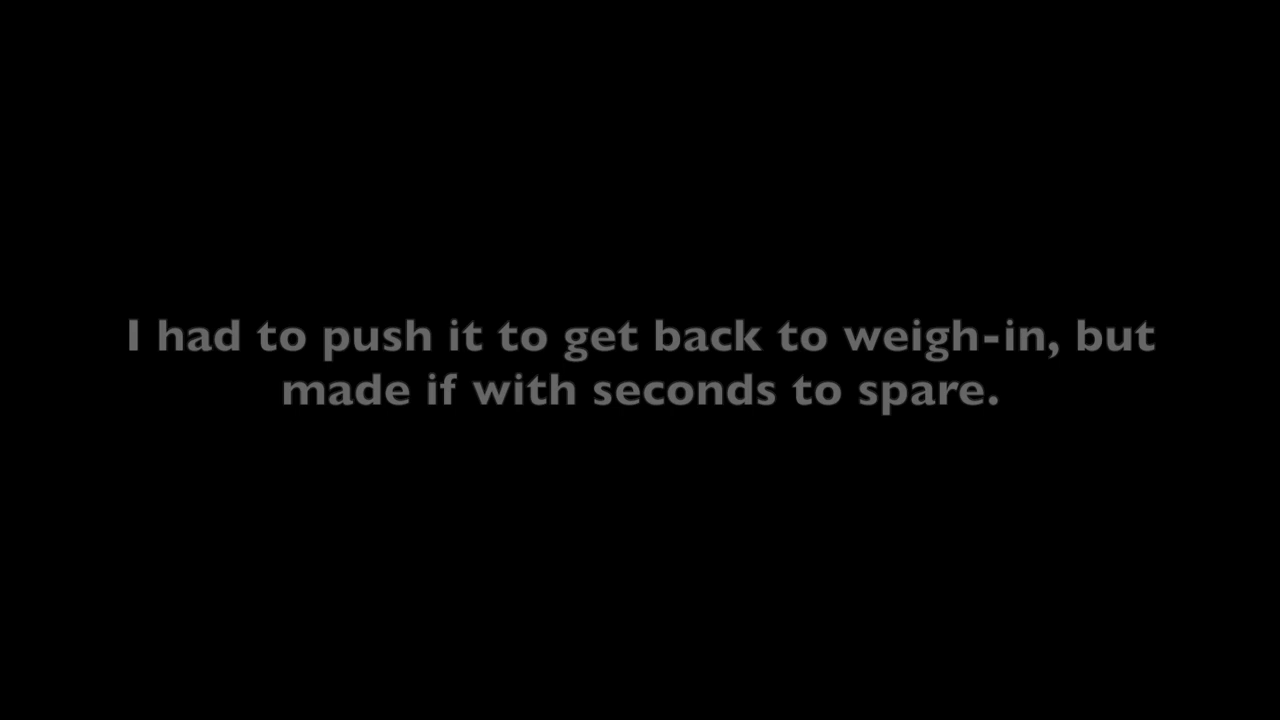 I had to push it to get back to weigh-in, but
made if with seconds to spare.